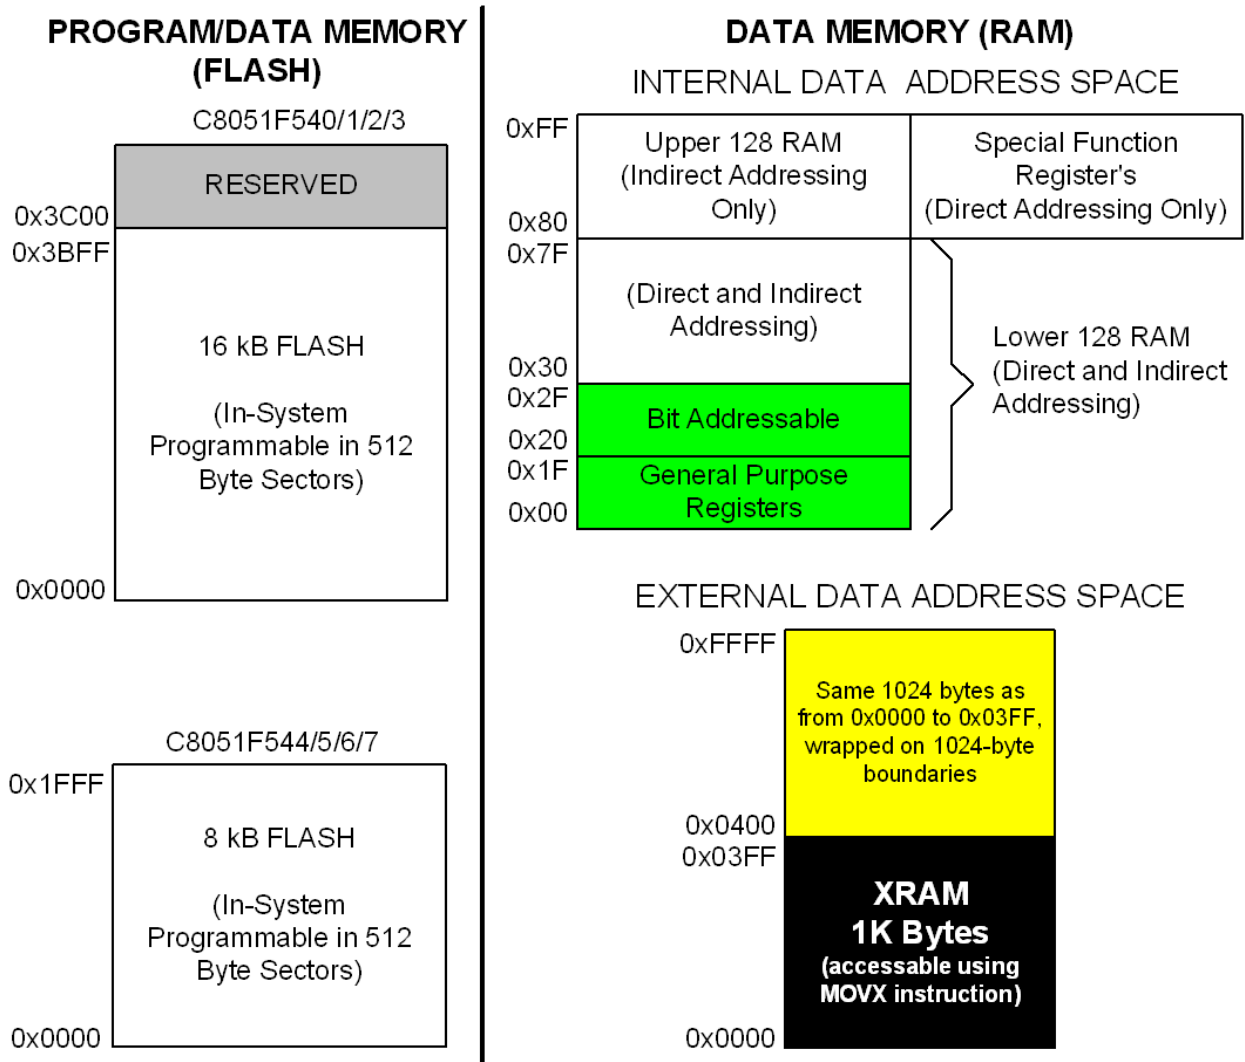 PROGRAM/DATA MEMORY
(FLASH)
C8051F540/1/2/3
RESERVED
0x3C00
0x3BFF
16 kB FLASH
(In-System
Programmable in 512
Byte Sectors)
0x0000
C8051F544/5/6/7
0x1FFF
8 kB FLASH
(In-System
Programmable in 512
Byte Sectors)
0x0000
DATA MEMORY (RAM)
INTERNAL DATA ADDRESS SPACE
0xFF
Upper 128 RAM
(Indirect Addressing
Only)
0x80
Special Function
Register's
(Direct Addressing Only)
0x7F
(Direct and Indirect
Addressing)
0x30
Lower 128 RAM
(Direct and Indirect
Addressing)
0x2F
Bit Addressable
0x20
0x1F
General Purpose
Registers
0x00
EXTERNAL DATA ADDRESS SPACE
0xFFFF
Same 1024 bytes as
from 0x0000 to 0x03FF,
wrapped on 1024-byte
boundaries
0x0400
0x03FF
XRAM
1K Bytes
(accessable using
MOVX instruction)
0x0000